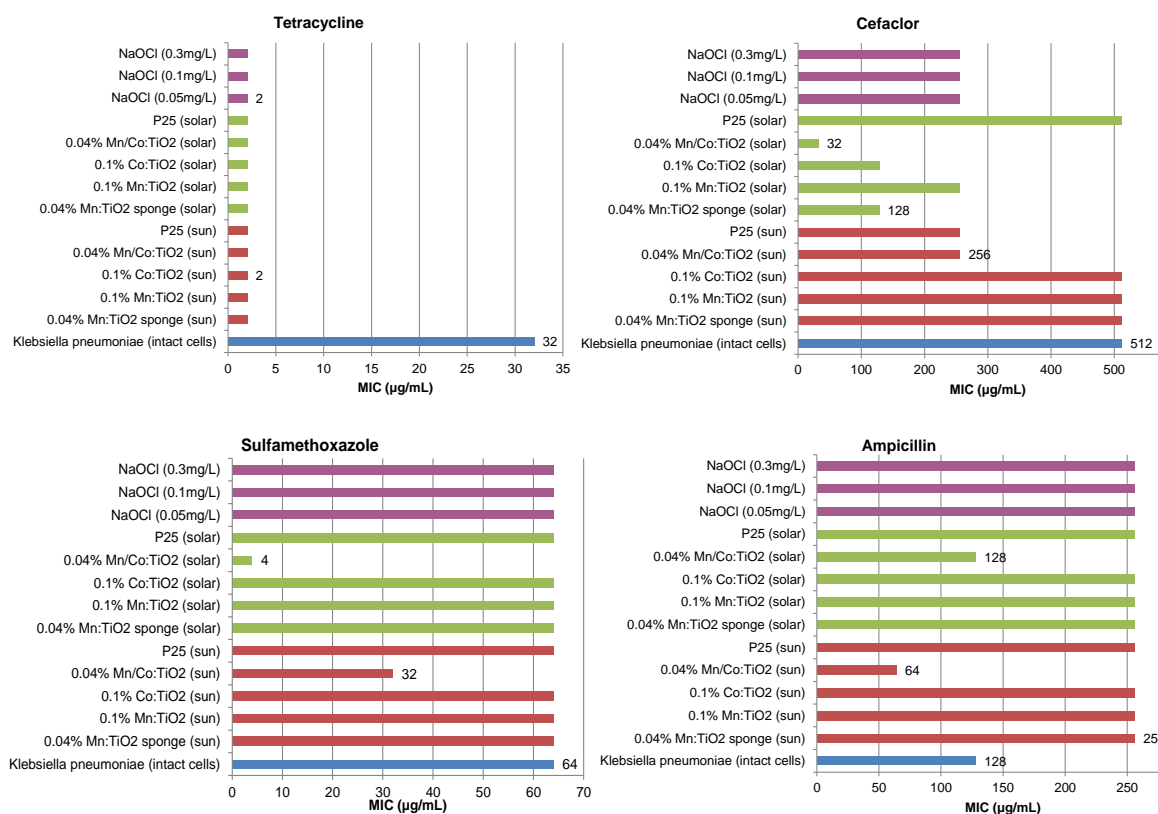 Tetracycline
NaOCl (0.3mg/L)
NaOCl (0.1mg/L)
NaOCl (0.05mg/L) 2
P25 (solar)
0.04% Mn/Co:TiO2 (solar)
0.1% Co:TiO2 (solar)
0.1% Mn:TiO2 (solar)
0.04% Mn:TiO2 sponge (solar)
P25 (sun)
0.04% Mn/Co:TiO2 (sun)
0.1% Co:TiO2 (sun) 2
0.1% Mn:TiO2 (sun)
0.04% Mn:TiO2 sponge (sun)
Klebsiella pneumoniae (intact cells) 32
0 5 10 15 20 25 30 35
MIC (µg/mL)
Cefaclor
NaOCl (0.3mg/L)
NaOCl (0.1mg/L)
NaOCl (0.05mg/L)
P25 (solar)
0.04% Mn/Co:TiO2 (solar) 32
0.1% Co:TiO2 (solar)
0.1% Mn:TiO2 (solar)
0.04% Mn:TiO2 sponge (solar) 128
P25 (sun)
0.04% Mn/Co:TiO2 (sun) 256
0.1% Co:TiO2 (sun)
0.1% Mn:TiO2 (sun)
0.04% Mn:TiO2 sponge (sun)
Klebsiella pneumoniae (intact cells) 512
0 100 200 300 400 500
MIC (µg/mL)
Sulfamethoxazole
NaOCl (0.3mg/L)
NaOCl (0.1mg/L)
NaOCl (0.05mg/L)
P25 (solar)
0.04% Mn/Co:TiO2 (solar) 4
0.1% Co:TiO2 (solar)
0.1% Mn:TiO2 (solar)
0.04% Mn:TiO2 sponge (solar)
P25 (sun)
0.04% Mn/Co:TiO2 (sun) 32
0.1% Co:TiO2 (sun)
0.1% Mn:TiO2 (sun)
0.04% Mn:TiO2 sponge (sun)
Klebsiella pneumoniae (intact cells) 64
0 10 20 30 40 50 60 70
MIC (µg/mL)
Ampicillin
NaOCl (0.3mg/L)
NaOCl (0.1mg/L)
NaOCl (0.05mg/L)
P25 (solar)
0.04% Mn/Co:TiO2 (solar) 128
0.1% Co:TiO2 (solar)
0.1% Mn:TiO2 (solar)
0.04% Mn:TiO2 sponge (solar)
P25 (sun)
0.04% Mn/Co:TiO2 (sun) 64
0.1% Co:TiO2 (sun)
0.1% Mn:TiO2 (sun)
0.04% Mn:TiO2 sponge (sun) 25
Klebsiella pneumoniae (intact cells) 128
0 50 100 150 200 250
MIC (µg/mL)